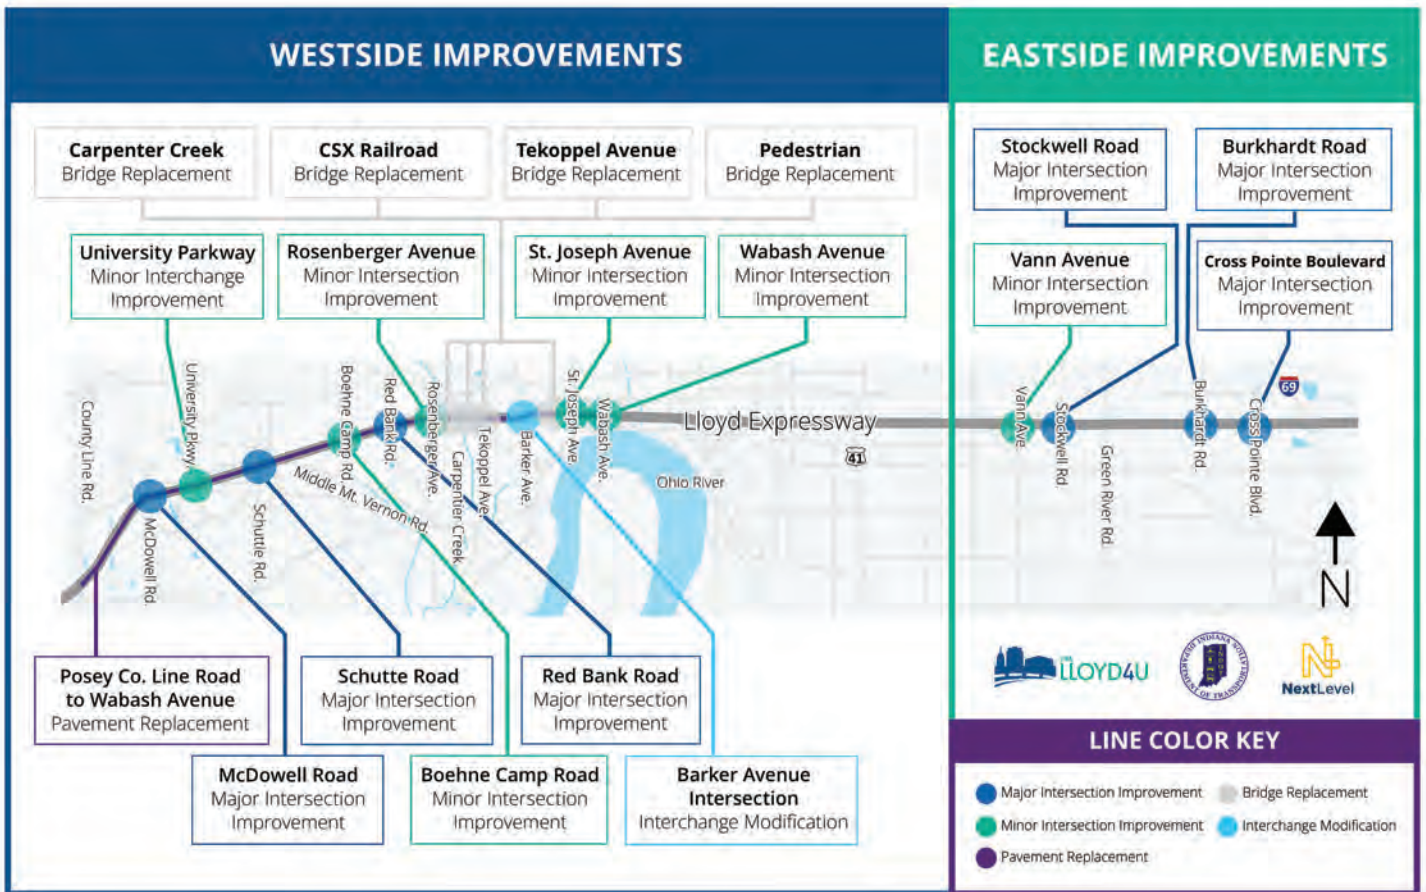 WESTSIDE IMPROVEMENTS
EASTSIDE IMPROVEMENTS
Carpenter Creek
Bridge Replacement
CSX Railroad
Bridge Replacement
Tekoppel Avenue
Bridge Replacement
Pedestrian
Bridge Replacement
Stockwell Road
Major Intersection
Improvement
Burkhardt Road
Major Intersection
Improvement
University Parkway
Minor Interchange
Improvement
Rosenberger Avenue
Minor Intersection
Improvement
St. Joseph Avenue
Minor Intersection
Improvement
Wabash Avenue
Minor Intersection
Improvement
Vann Avenue
Minor Intersection
Improvement
Cross Pointe Boulevard
Major Intersection
Improvement
County Line Rd.
McDowell Rd.
University Pkwy.
Schuttle Rd.
Boehne Camp Rd.
Middle Mt. Vernon Rd.
Red Bank Rd.
Rosenberger Ave.
Carpentier Creek
Tekoppel Ave.
Barker Ave.
St. Joseph Ave.
Wabash Ave.
Ohio River
Lloyd Expressway
41
Vann Ave.
Stockwell Rd.
Green River Rd.
Burkhardt Rd.
Cross Pointe Blvd.
69
N
Posey Co. Line Road
to Wabash Avenue
Pavement Replacement
Schutte Road
Major Intersection
Improvement
Red Bank Road
Major Intersection
Improvement
McDowell Road
Major Intersection
Improvement
Boehne Camp Road
Minor Intersection
Improvement
Barker Avenue
Intersection
Interchange Modification
THE
LLOYD4U
INDIANA
DEPARTMENT OF TRANSPORTATION
NextLevel
LINE COLOR KEY
Major Intersection Improvement
Bridge Replacement
Minor Intersection Improvement
Interchange Modification
Pavement Replacement